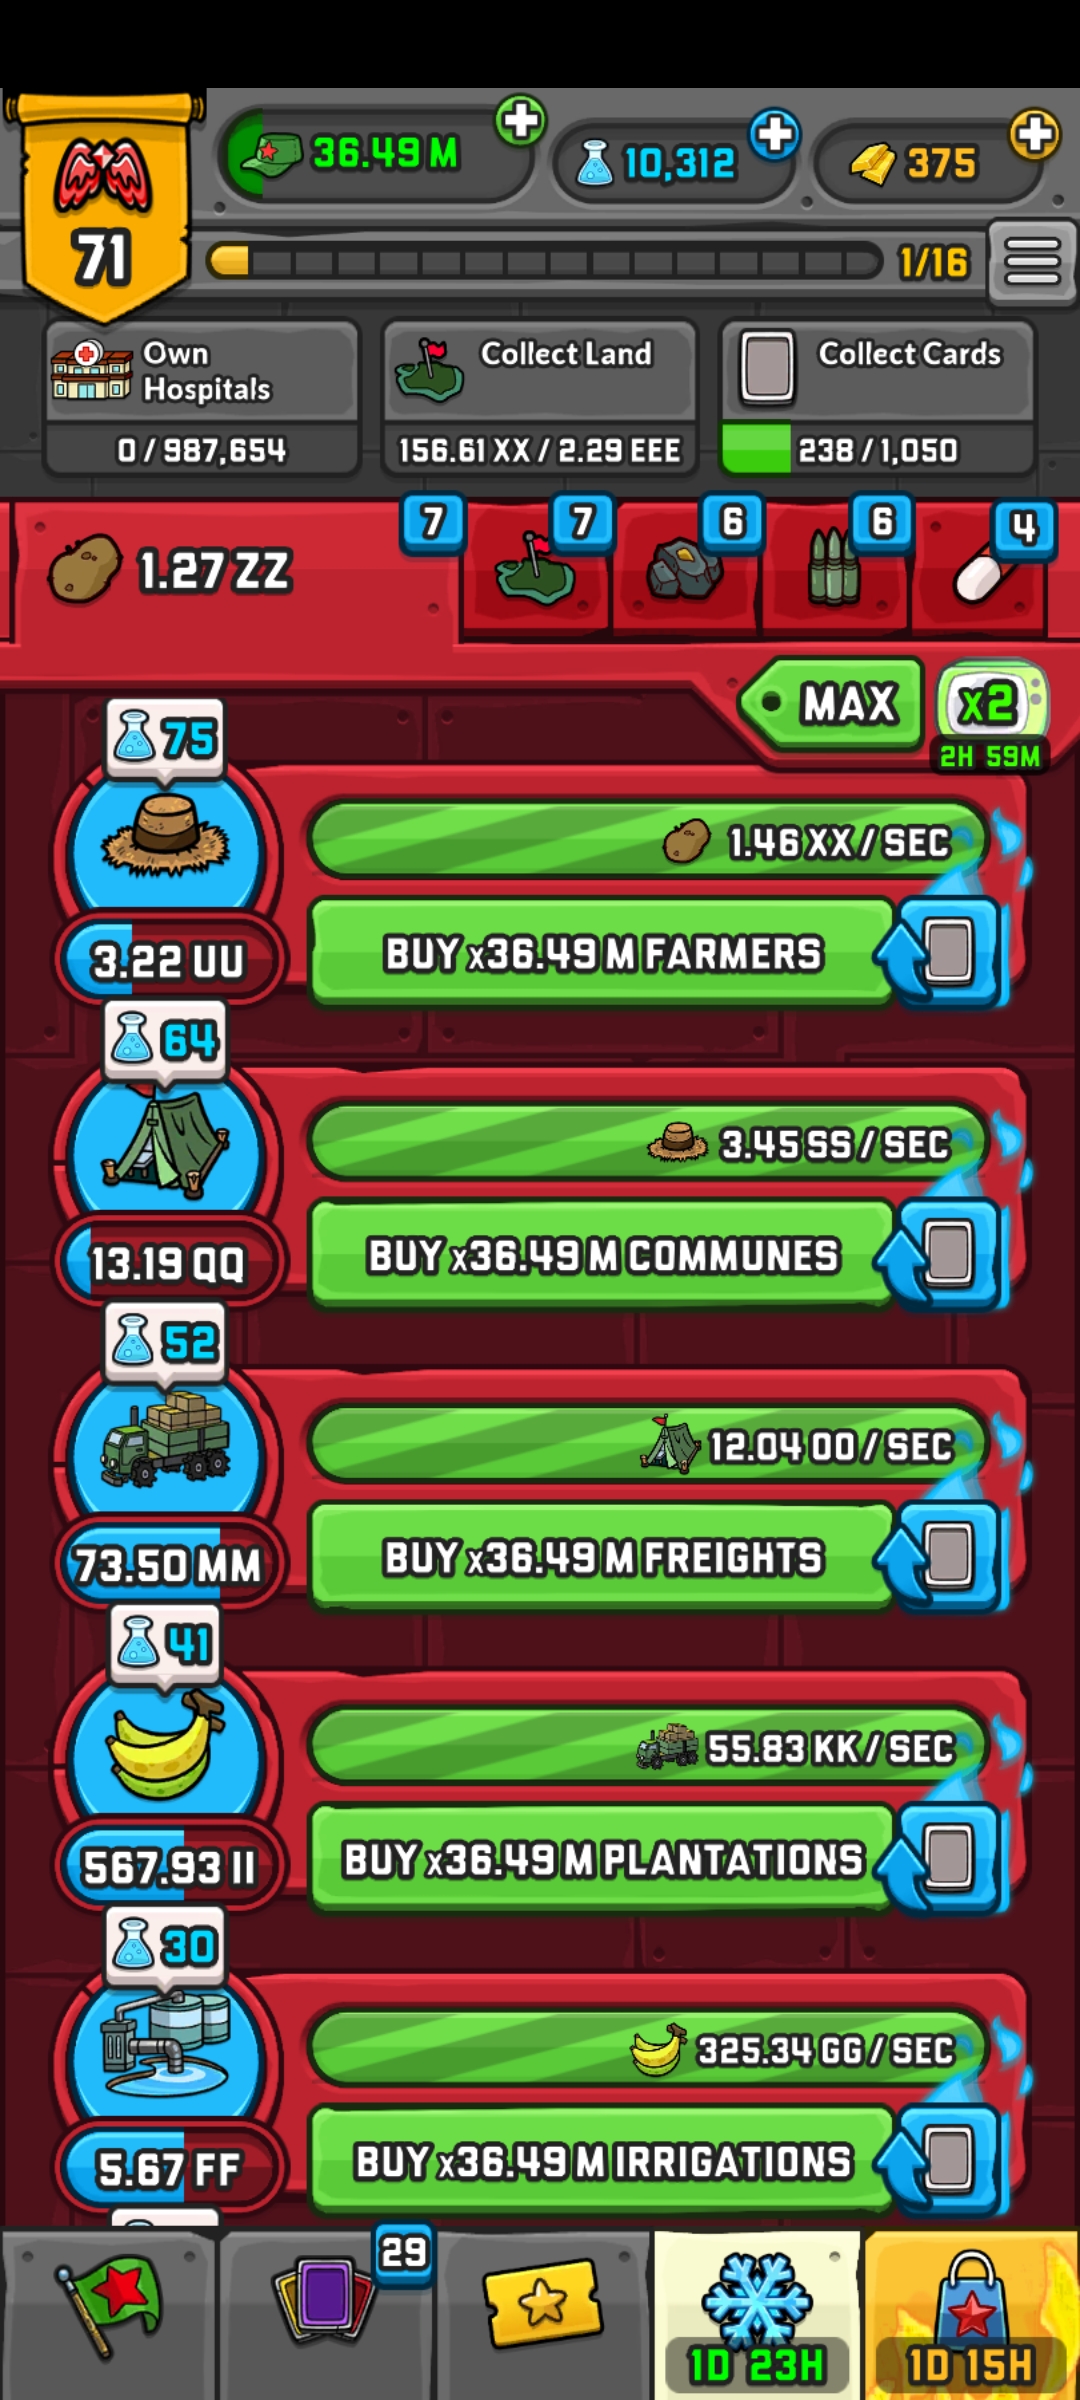 36.49 M
10,312
375
71
1/16
Own
Hospitals
0 / 987,654
Collect Land
156.61 XX / 2.29 EEE
Collect Cards
238 / 1,050
1.27 ZZ
7
7
6
6
4
MAX
x2
2H 59M
75
1.46 XX / SEC
BUY x36.49 M FARMERS
3.22 UU
64
3.45 SS / SEC
BUY x36.49 M COMMUNES
13.19 QQ
52
12.04 OO / SEC
BUY x36.49 M FREIGHTS
73.50 MM
41
55.83 KK / SEC
BUY x36.49 M PLANTATIONS
567.93 II
30
325.34 GG / SEC
BUY x36.49 M IRRIGATIONS
5.67 FF
29
1D 23H
1D 15H